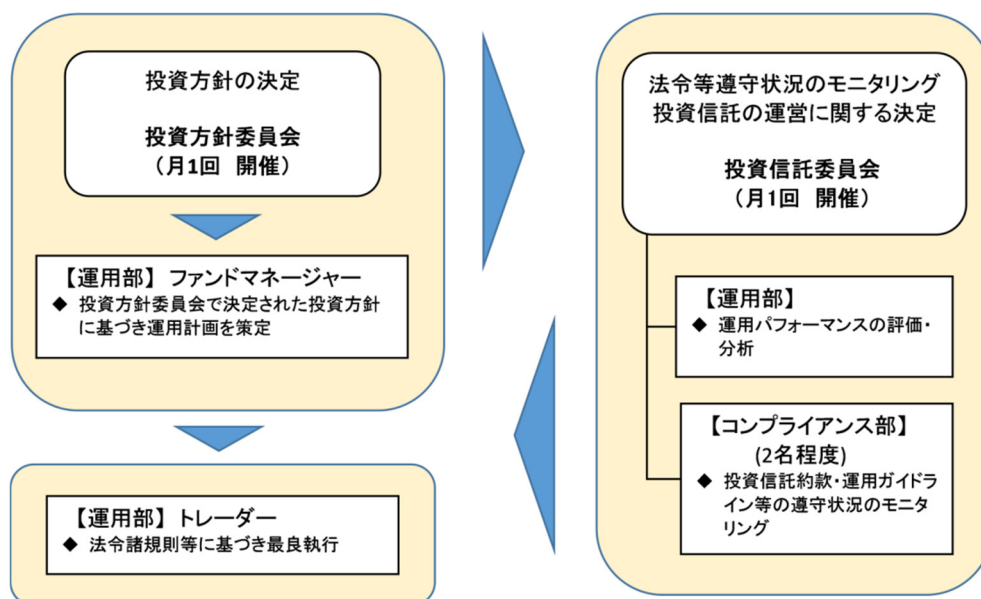 投資方針の決定
投資方針委員会
（月1回　開催）
【運用部】 ファンドマネージャー
◆ 投資方針委員会で決定された投資方針
に基づき運用計画を策定
【運用部】 トレーダー
◆ 法令諸規則等に基づき最良執行
法令等遵守状況のモニタリング
投資信託の運営に関する決定
投資信託委員会
（月1回　開催）
【運用部】
◆ 運用パフォーマンスの評価・
分析
【コンプライアンス部】
(2名程度)
◆ 投資信託約款・運用ガイドラ
イン等の遵守状況のモニタ
リング